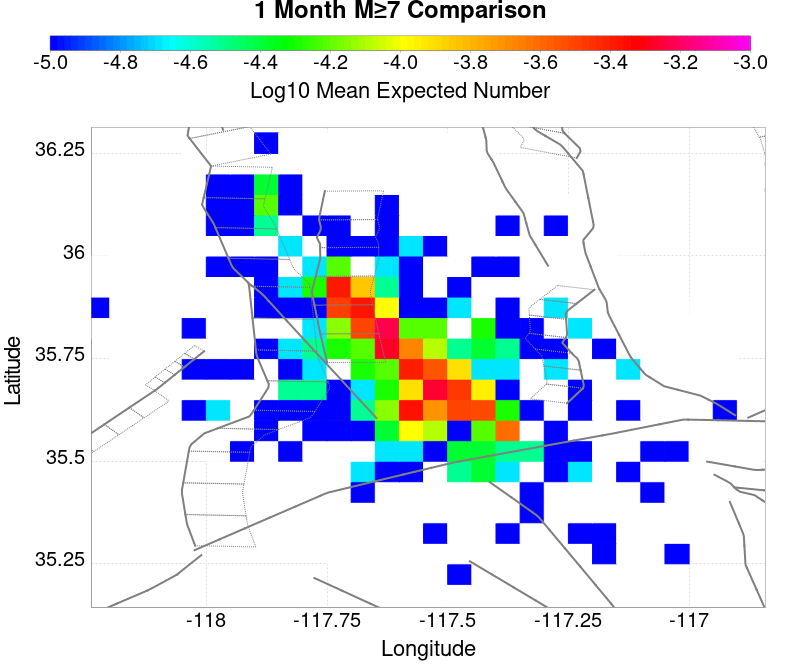 1 Month M≥7 Comparison
-5.0 -4.8 -4.6 -4.4 -4.2 -4.0 -3.8 -3.6 -3.4 -3.2 -3.0
Log10 Mean Expected Number
36.25
36
35.75
35.5
35.25
Latitude
-118 -117.75 -117.5 -117.25 -117
Longitude